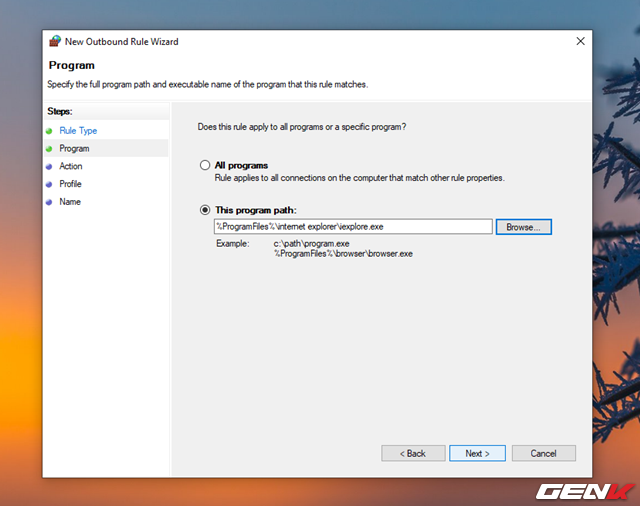 New Outbound Rule Wizard
Program
Specify the full program path and executable name of the program that this rule matches.
Steps:
Rule Type
Program
Action
Profile
Name
Does this rule apply to all programs or a specific program?
All programs
Rule applies to all connections on the computer that match other rule properties.
This program path:
%ProgramFiles%\internet explorer\iexplore.exe
Browse...
Example: c:\path\program.exe
%ProgramFiles%\browser\browser.exe
< Back Next > Cancel
GENK